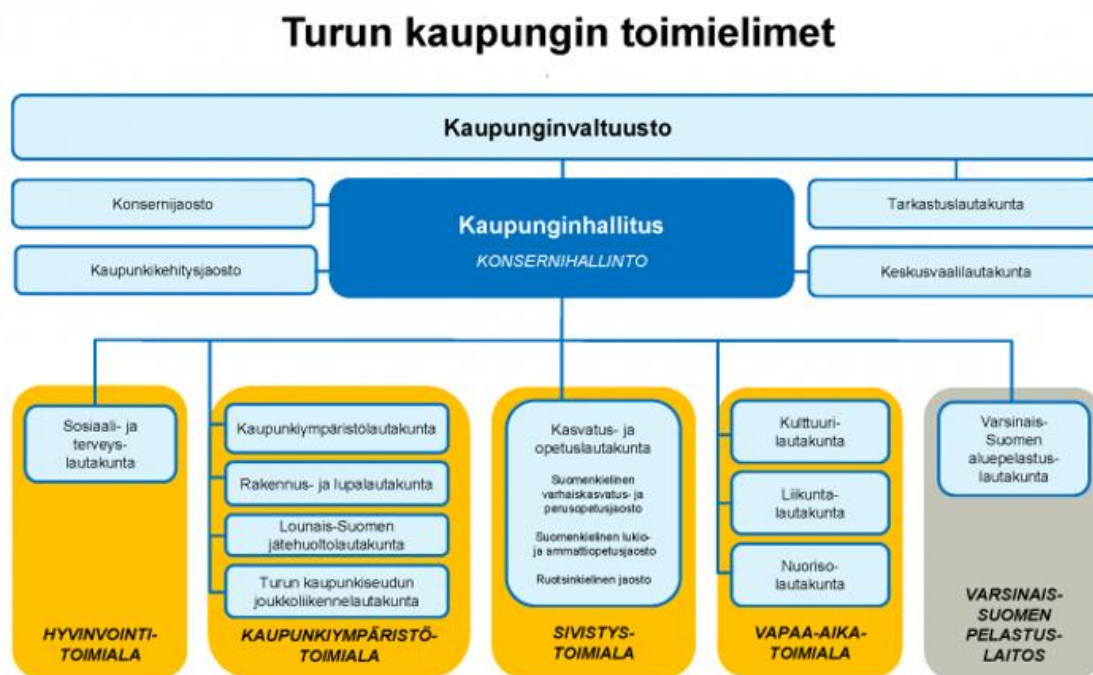 Turun kaupungin toimielimet
Kaupunginvaltuusto
Konsernijaosto
Kaupunkikehitysjaosto
Kaupunginhallitus
KONSERNIHALLINTO
Tarkastuslautakunta
Keskusvaalilautakunta
Sosiaali- ja
terveys-
lautakunta
HYVINVOINTI-
TOIMIALA
Kaupunkiympäristölautakunta
Rakennus- ja lupalautakunta
Lounais-Suomen
jätehuoltolautakunta
Turun kaupunkiseudun
joukkoliikennelautakunta
KAUPUNKIYMPÄRISTÖ-
TOIMIALA
Kasvatus- ja
opetuslautakunta
Suomenkielinen
varhaiskasvatus- ja
perusopetusjaosto
Suomenkielinen lukio-
ja ammattiopetusjaosto
Ruotsinkielinen jaosto
SIVISTYS-
TOIMIALA
Kulttuuri-
lautakunta
Liikunta-
lautakunta
Nuoriso-
lautakunta
VAPAA-AIKA-
TOIMIALA
Varsinais-
Suomen
aluepelastus-
lautakunta
VARSINAIS-
SUOMEN
PELASTUS-
LAITOS